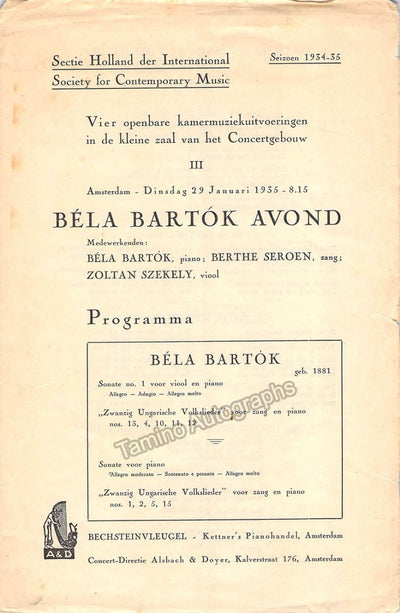 Sectie Holland der International
Society for Contemporary Music
Seizoen 1934-35
Vier openbare kamermuziekuitvoeringen
in de kleine zaal van het Concertgebouw
III
Amsterdam - Dinsdag 29 Januari 1935 - 8.15
BÉLA BARTÓK AVOND
Medewerkenden:
BÉLA BARTÓK, piano; BERTHE SEROEN, zang;
ZOLTAN SZEKELY, viool
Programma
BÉLA BARTÓK
geb. 1881
Sonate no. 1 voor viool en piano
Allegro — Adagio — Allegro molto
„Zwanzig Ungarische Volkslieder” voor zang en piano
nos. 15, 4, 10, 11, 12
Sonate voor piano
Allegro moderato — Sostenuto e pesante — Allegro molto
„Zwanzig Ungarische Volkslieder” voor zang en piano
nos. 1, 2, 5, 15
Tamino Autographs
A&D
BECHSTEINVLEUGEL - Kettner's Pianohandel, Amsterdam
Concert-Directie Alsbach & Doyer, Kalverstraat 176, Amsterdam